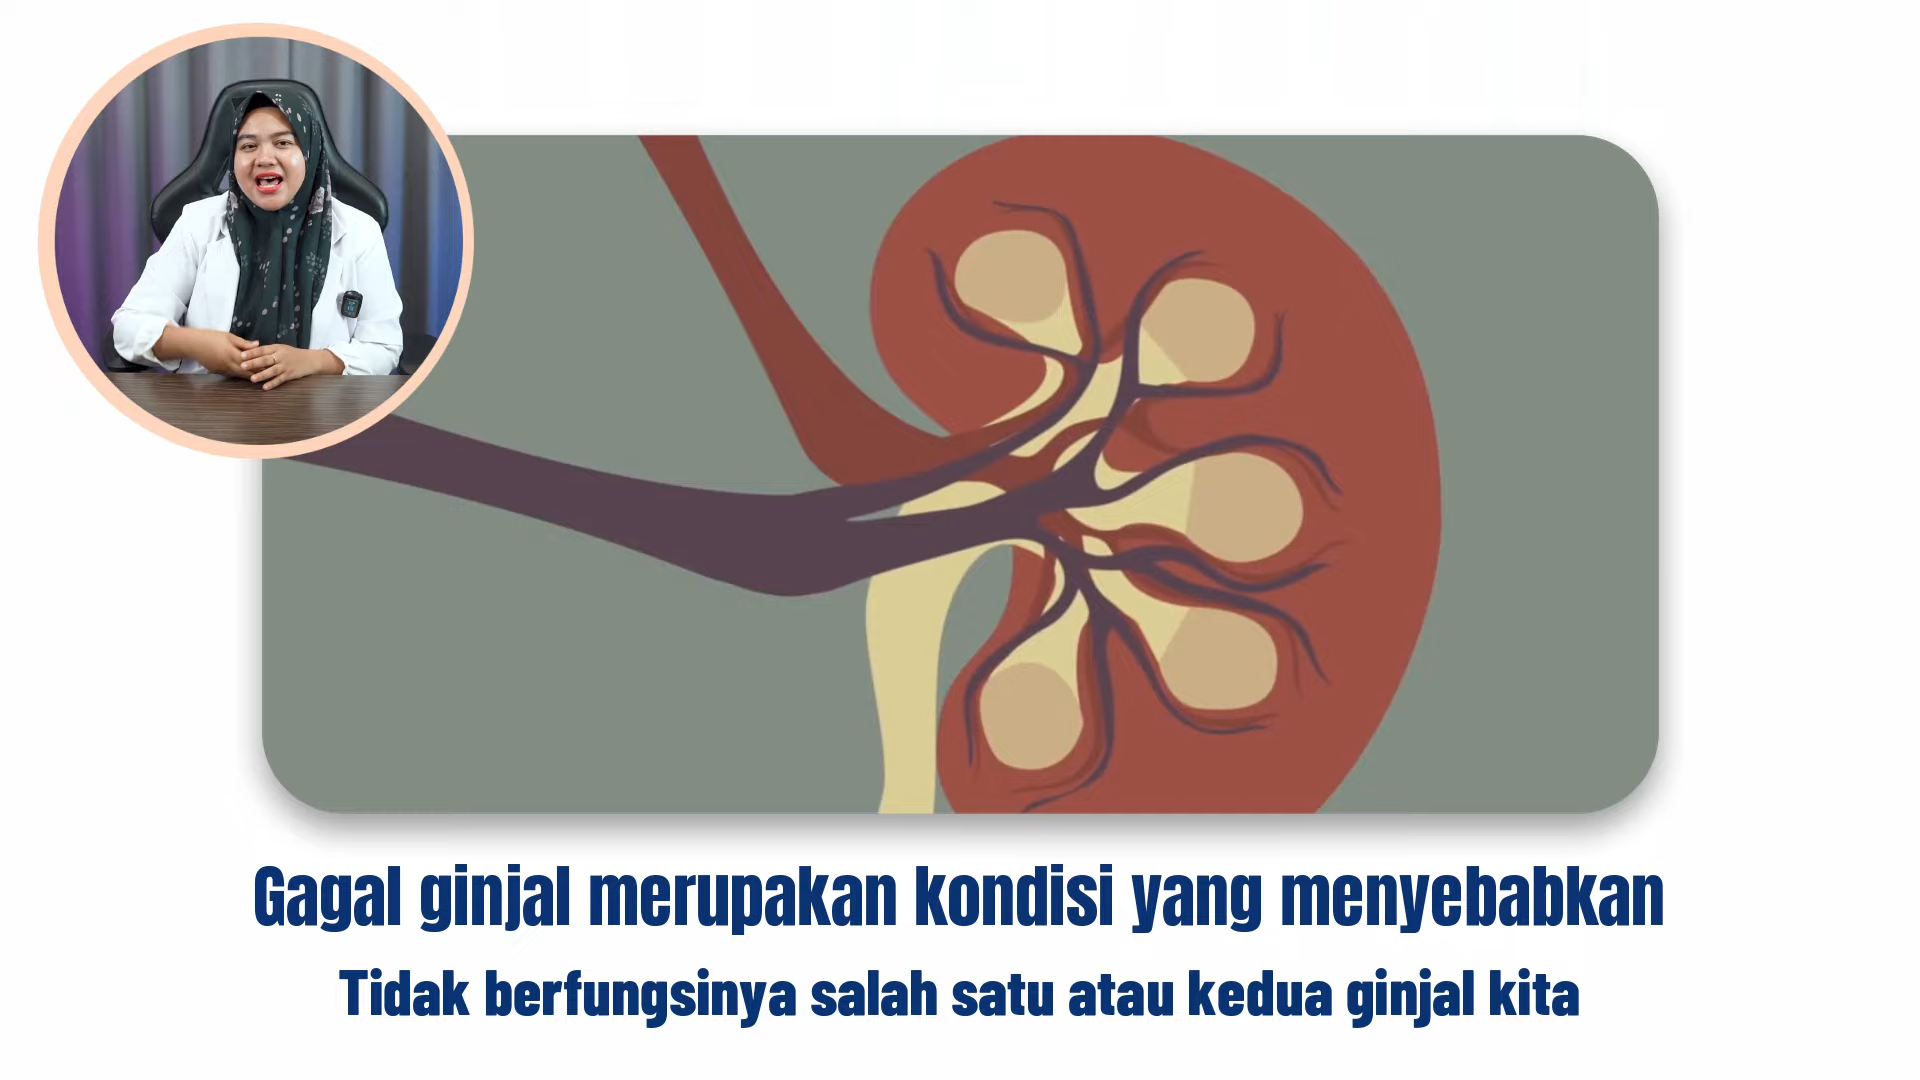 Gagal ginjal merupakan kondisi yang menyebabkan
Tidak berfungsinya salah satu atau kedua ginjal kita